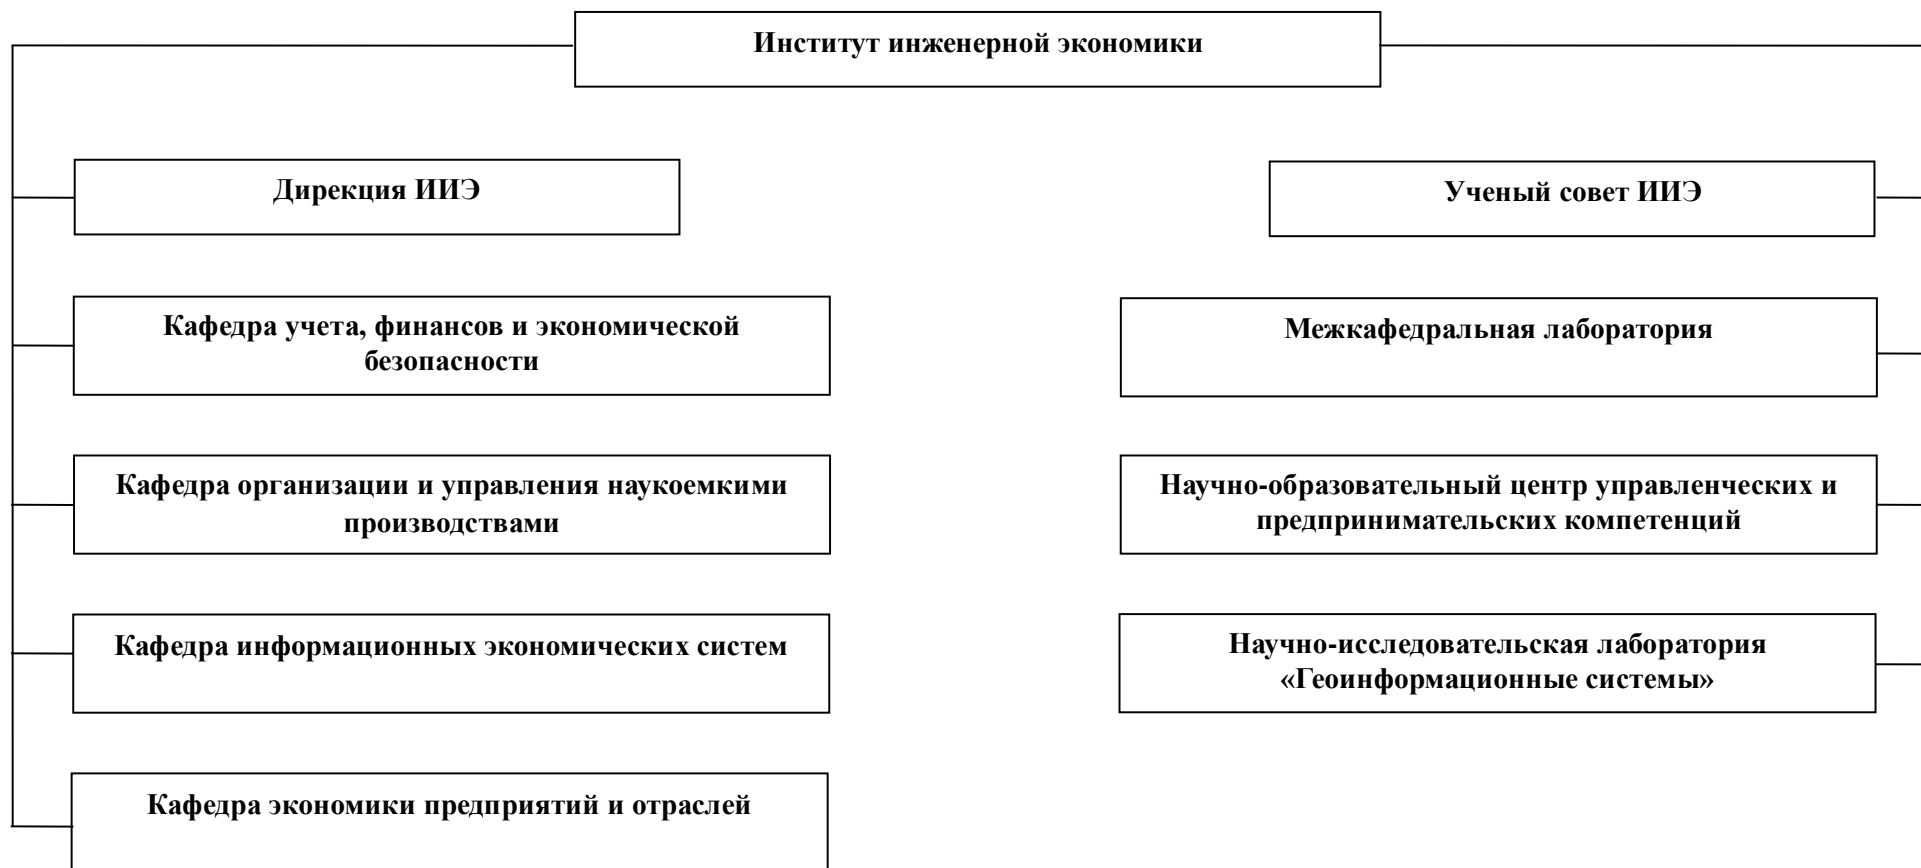 Институт инженерной экономики
Дирекция ИИЭ
Ученый совет ИИЭ
Кафедра учета, финансов и экономической
безопасности
Межкафедральная лаборатория
Кафедра организации и управления наукоемкими
производствами
Научно-образовательный центр управленческих и
предпринимательских компетенций
Кафедра информационных экономических систем
Научно-исследовательская лаборатория
«Геоинформационные системы»
Кафедра экономики предприятий и отраслей